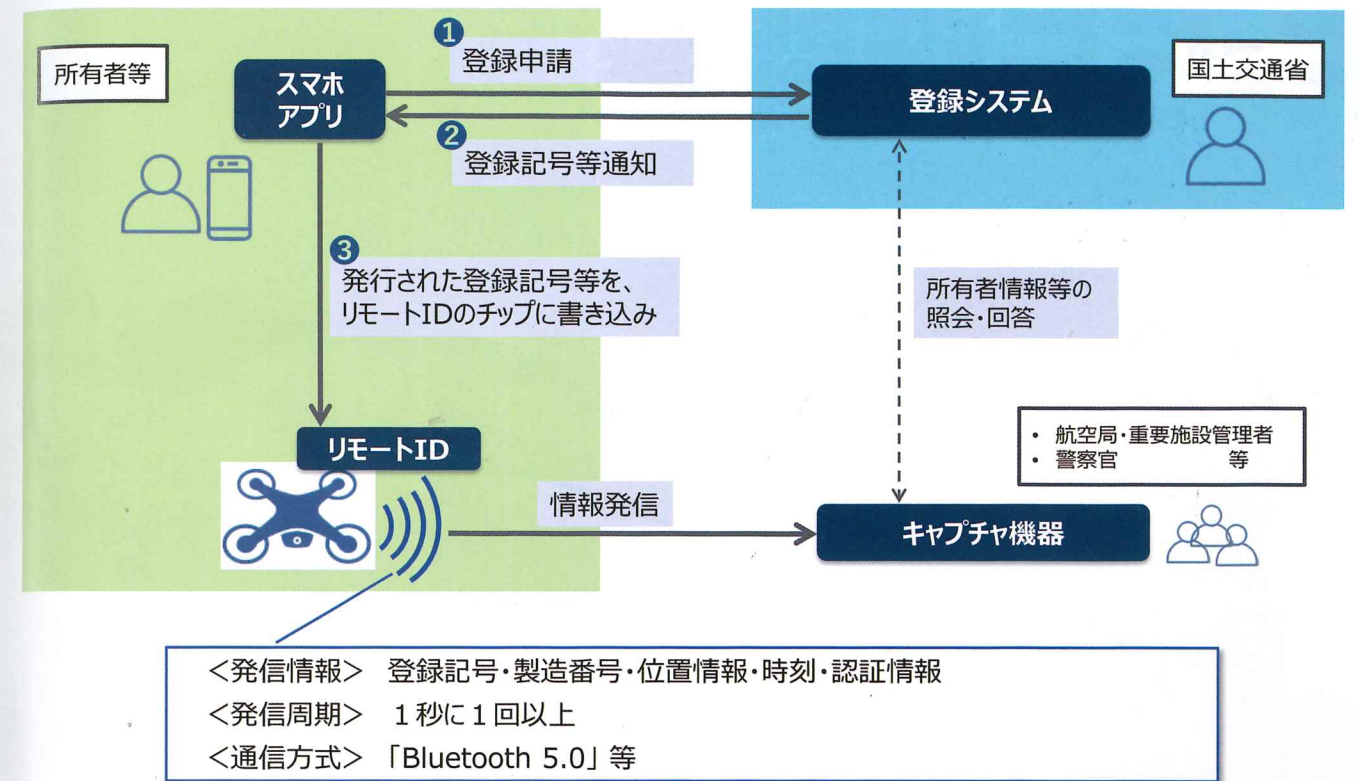 所有者等
スマホ
アプリ
❶
登録申請
❷
登録記号等通知
登録システム
国土交通省
❸
発行された登録記号等を、
リモートIDのチップに書き込み
所有者情報等の
照会・回答
リモートID
情報発信
・ 航空局・重要施設管理者
・ 警察官 等
キャプチャ機器
＜発信情報＞ 登録記号・製造番号・位置情報・時刻・認証情報
＜発信周期＞ １秒に１回以上
＜通信方式＞ 「Bluetooth 5.0」等